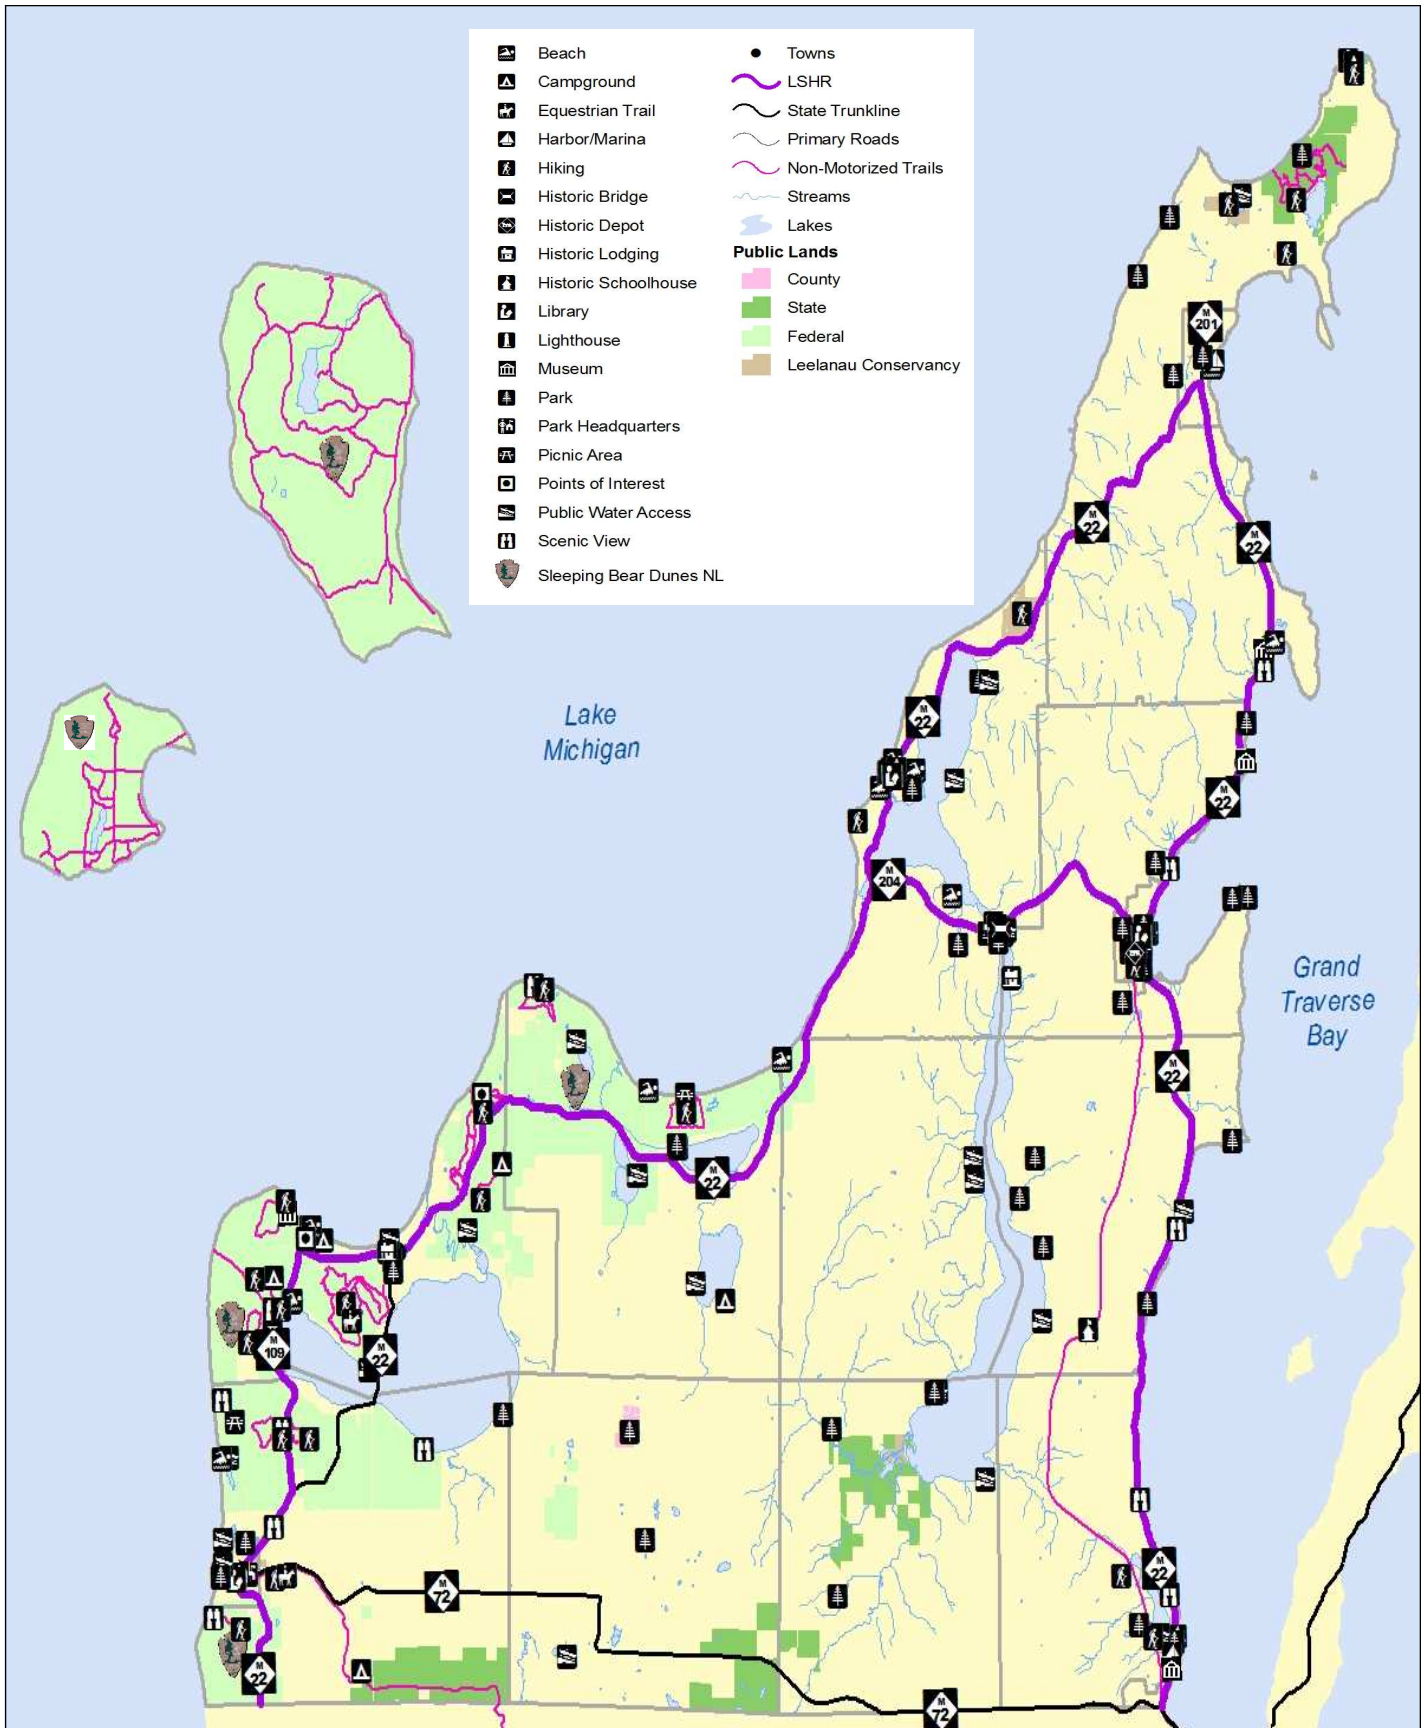 Beach
Campground
Equestrian Trail
Harbor/Marina
Hiking
Historic Bridge
Historic Depot
Historic Lodging
Historic Schoolhouse
Library
Lighthouse
Museum
Park
Park Headquarters
Picnic Area
Points of Interest
Public Water Access
Scenic View
Sleeping Bear Dunes NL
Towns
LSHR
State Trunkline
Primary Roads
Non-Motorized Trails
Streams
Lakes
Public Lands
County
State
Federal
Leelanau Conservancy
M
201
M
22
M
22
Lake
Michigan
M
22
M
22
M
204
Grand
Traverse
Bay
M
22
M
22
M
109
M
22
M
22
M
72
M
22
M
72